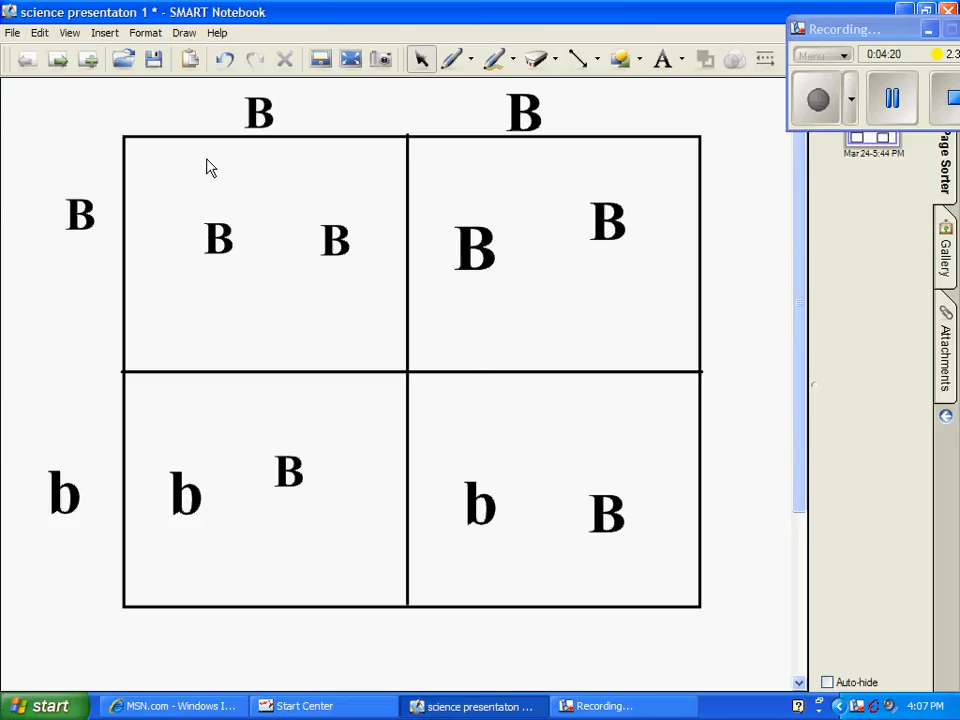 science presentaton 1 * - SMART Notebook
File Edit View Insert Format Draw Help
Recording...
Menu 0:04:20 2.3
B B
Mar 24-5:44 PM
Page Sorter
Gallery
Attachments
B B B B B
b b B b B
Auto-hide
start MSN.com - Windows I... Start Center science presentaton ... Recording... 4:07 PM